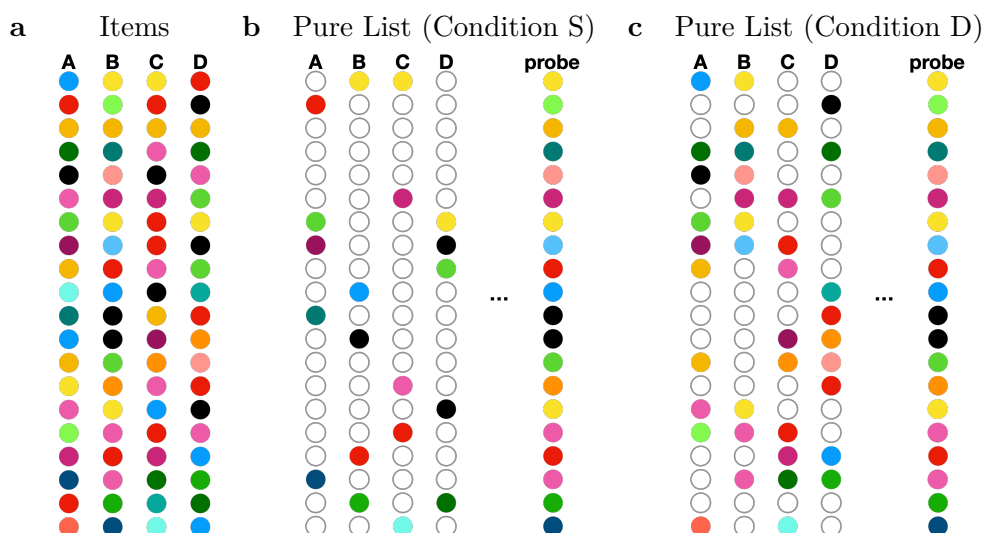 a Items
A B C D
b Pure List (Condition S)
A B C D probe
...
c Pure List (Condition D)
A B C D probe
...